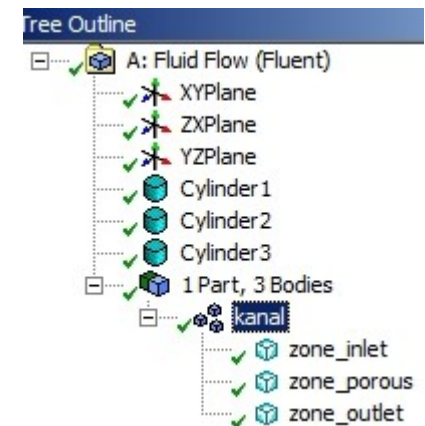 Tree Outline
A: Fluid Flow (Fluent)
XYPlane
ZXPlane
YZPlane
Cylinder1
Cylinder2
Cylinder3
1 Part, 3 Bodies
kanal
zone_inlet
zone_porous
zone_outlet